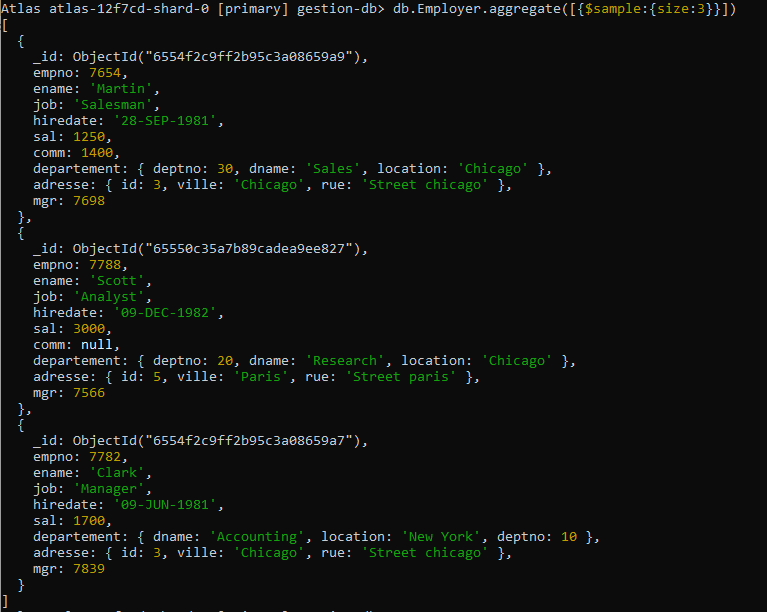 Atlas atlas-12f7cd-shard-0 [primary] gestion-db> db.Employer.aggregate([{$sample:{size:3}}])
[
  {
    _id: ObjectId("6554f2c9ff2b95c3a08659a9"),
    empno: 7654,
    ename: 'Martin',
    job: 'Salesman',
    hiredate: '28-SEP-1981',
    sal: 1250,
    comm: 1400,
    departement: { deptno: 30, dname: 'Sales', location: 'Chicago' },
    adresse: { id: 3, ville: 'Chicago', rue: 'Street chicago' },
    mgr: 7698
  },
  {
    _id: ObjectId("65550c35a7b89cadea9ee827"),
    empno: 7788,
    ename: 'Scott',
    job: 'Analyst',
    hiredate: '09-DEC-1982',
    sal: 3000,
    comm: null,
    departement: { deptno: 20, dname: 'Research', location: 'Chicago' },
    adresse: { id: 5, ville: 'Paris', rue: 'Street paris' },
    mgr: 7566
  },
  {
    _id: ObjectId("6554f2c9ff2b95c3a08659a7"),
    empno: 7782,
    ename: 'Clark',
    job: 'Manager',
    hiredate: '09-JUN-1981',
    sal: 1700,
    departement: { dname: 'Accounting', location: 'New York', deptno: 10 },
    adresse: { id: 3, ville: 'Chicago', rue: 'Street chicago' },
    mgr: 7839
  }
]